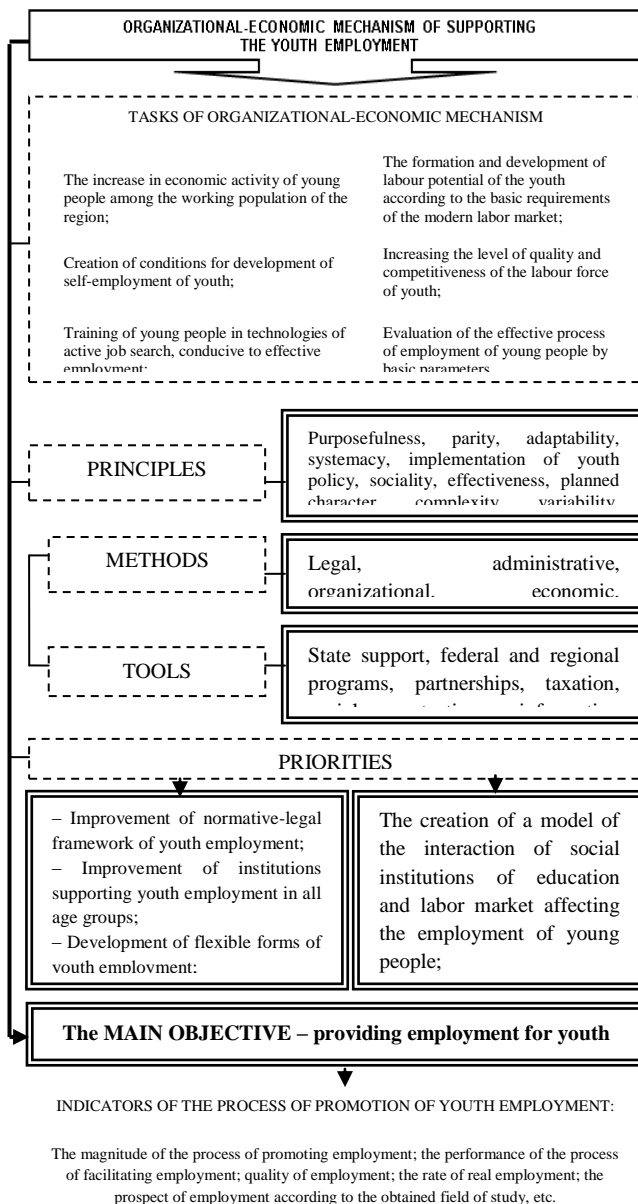 ORGANIZATIONAL-ECONOMIC MECHANISM OF SUPPORTING
THE YOUTH EMPLOYMENT
TASKS OF ORGANIZATIONAL-ECONOMIC MECHANISM
The increase in economic activity of young
people among the working population of the
region;
Creation of conditions for development of
self-employment of youth;
Training of young people in technologies of
active job search, conducive to effective
employment;
The formation and development of
labour potential of the youth
according to the basic requirements
of the modern labor market;
Increasing the level of quality and
competitiveness of the labour force
of youth;
Evaluation of the effective process
of employment of young people by
basic parameters
PRINCIPLES
Purposefulness, parity, adaptability,
systemacy, implementation of youth
policy, sociality, effectiveness, planned
character, complexity, variability,
METHODS
Legal, administrative,
organizational, economic,
TOOLS
State support, federal and regional
programs, partnerships, taxation,
PRIORITIES
– Improvement of normative-legal
framework of youth employment;
– Improvement of institutions
supporting youth employment in all
age groups;
– Development of flexible forms of
youth employment;
The creation of a model of
the interaction of social
institutions of education
and labor market affecting
the employment of young
people;
The MAIN OBJECTIVE – providing employment for youth
INDICATORS OF THE PROCESS OF PROMOTION OF YOUTH EMPLOYMENT:
The magnitude of the process of promoting employment; the performance of the process
of facilitating employment; quality of employment; the rate of real employment; the
prospect of employment according to the obtained field of study, etc.